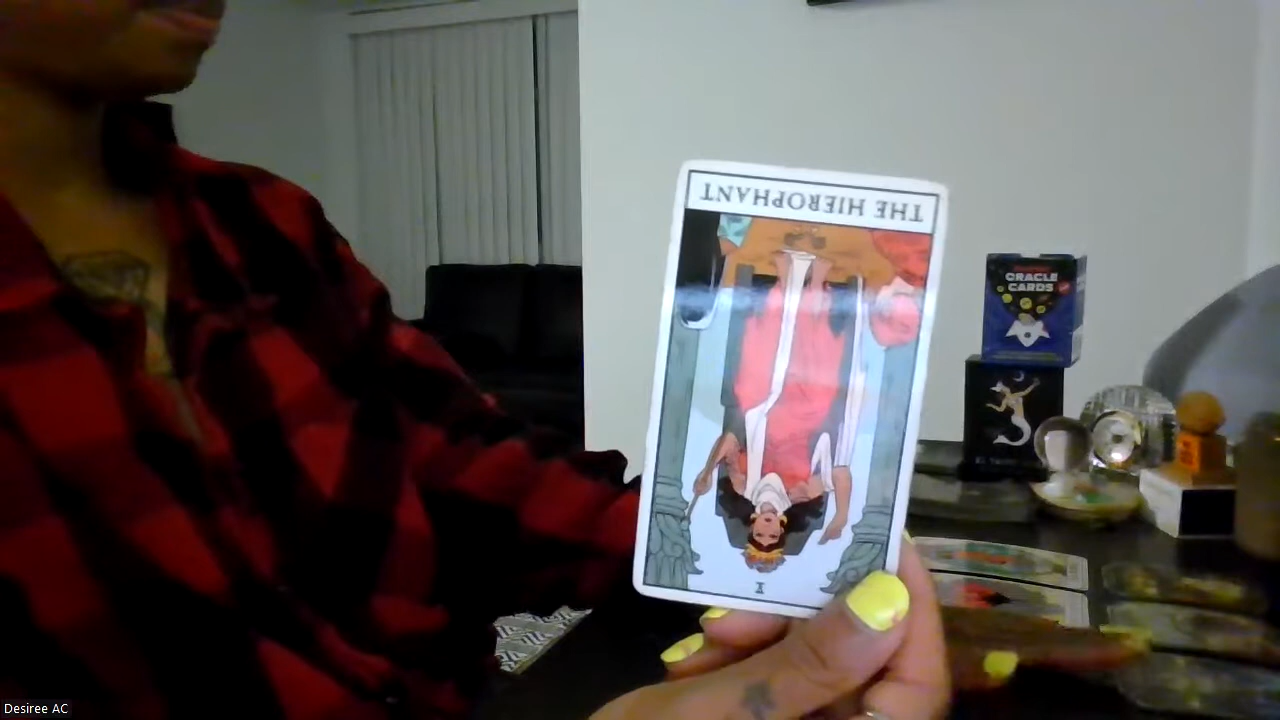 THE HIEROPHANT
I
ORACLE
CARDS
Desiree AC